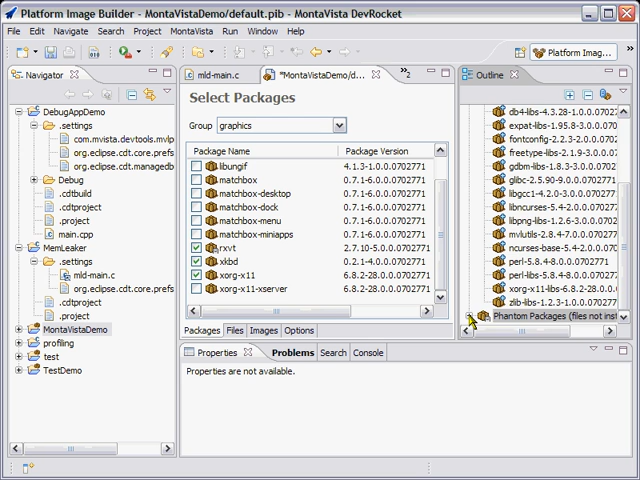 Platform Image Builder - MontaVistaDemo/default.pib - MontaVista DevRocket
File Edit Navigate Search Project MontaVista Run Window Help
Platform Imag...
Navigator
DebugAppDemo
.settings
com.mvista.devtools.mvlp
org.eclipse.cdt.core.prefs
org.eclipse.cdt.managedb
Debug
.cdtbuild
.cdtproject
.project
main.cpp
MemLeaker
.settings
mld-main.c
org.eclipse.cdt.core.prefs
.cdtproject
.project
MontaVistaDemo
profiling
test
TestDemo
mld-main.c
*MontaVistaDemo/d...
»2
Select Packages
Group graphics
Package Name Package Version
libungif 4.1.3-1.0.0.0702771
matchbox 0.7.1-6.0.0.0702771
matchbox-desktop 0.7.1-6.0.0.0702771
matchbox-dock 0.7.1-6.0.0.0702771
matchbox-menu 0.7.1-6.0.0.0702771
matchbox-miniapps 0.7.1-6.0.0.0702771
rxvt 2.7.10-5.0.0.0702771
xkbd 0.2.1-4.0.0.0702771
xorg-x11 6.8.2-28.0.0.0702771
xorg-x11-xserver 6.8.2-28.0.0.0702771
Packages Files Images Options
Outline
db4-libs-4.3.28-1.0.0.07
expat-libs-1.95.8-3.0.0.0
fontconfig-2.2.3-2.0.0.07
freetype-libs-2.1.9-3.0.0
gdbm-libs-1.8.3-3.0.0.0
glibc-2.5.90-9.0.0.0702
libgcc1-4.2.0-3.0.0.0702
libncurses-5.4-2.0.0.070
libpng-libs-1.2.6-3.0.0.0
mvlutils-2.8.4-7.0.0.070
ncurses-base-5.4-2.0.0.
perl-5.8.4-8.0.0.070277
perl-libs-5.8.4-8.0.0.07
xorg-x11-libs-6.8.2-28.0
zlib-libs-1.2.3-1.0.0.070
Phantom Packages (files not inst
Properties Problems Search Console
Properties are not available.